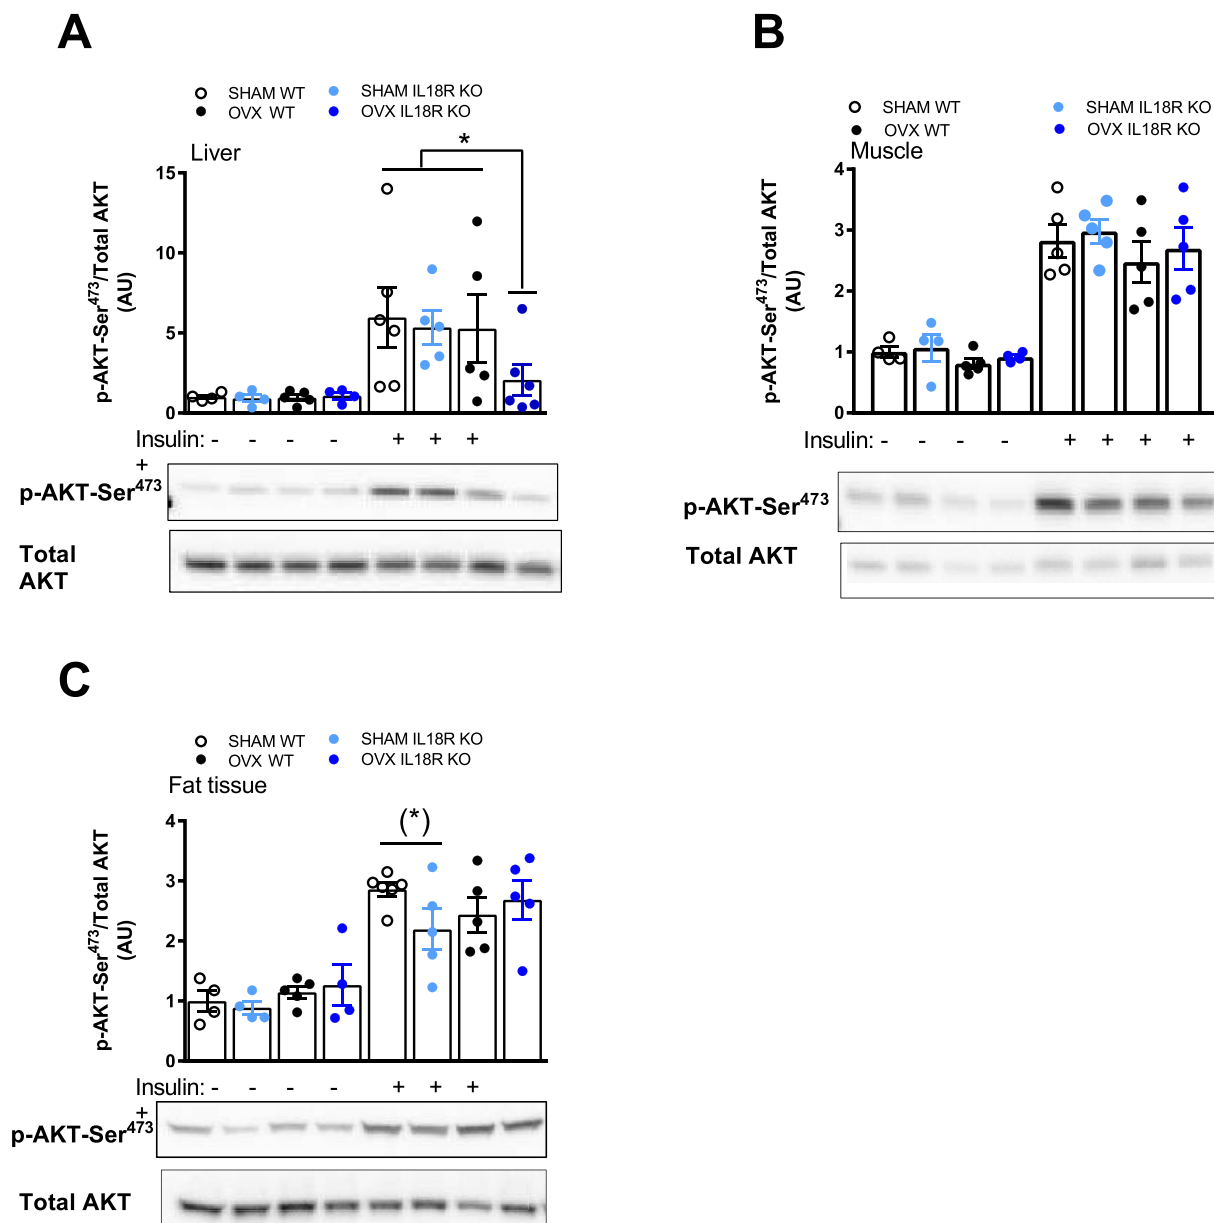 A
SHAM WT
SHAM IL18R KO
OVX WT
OVX IL18R KO
Liver
*
p-AKT-Ser473/Total AKT
(AU)
15
10
5
0
Insulin: - - - - + + +
+
p-AKT-Ser473
Total
AKT
B
SHAM WT
SHAM IL18R KO
OVX WT
OVX IL18R KO
Muscle
p-AKT-Ser473/Total AKT
(AU)
4
3
2
1
0
Insulin: - - - - + + + +
p-AKT-Ser473
Total AKT
C
SHAM WT
SHAM IL18R KO
OVX WT
OVX IL18R KO
Fat tissue
(*)
p-AKT-Ser473/Total AKT
(AU)
4
3
2
1
0
Insulin: - - - - + + +
+
p-AKT-Ser473
Total AKT